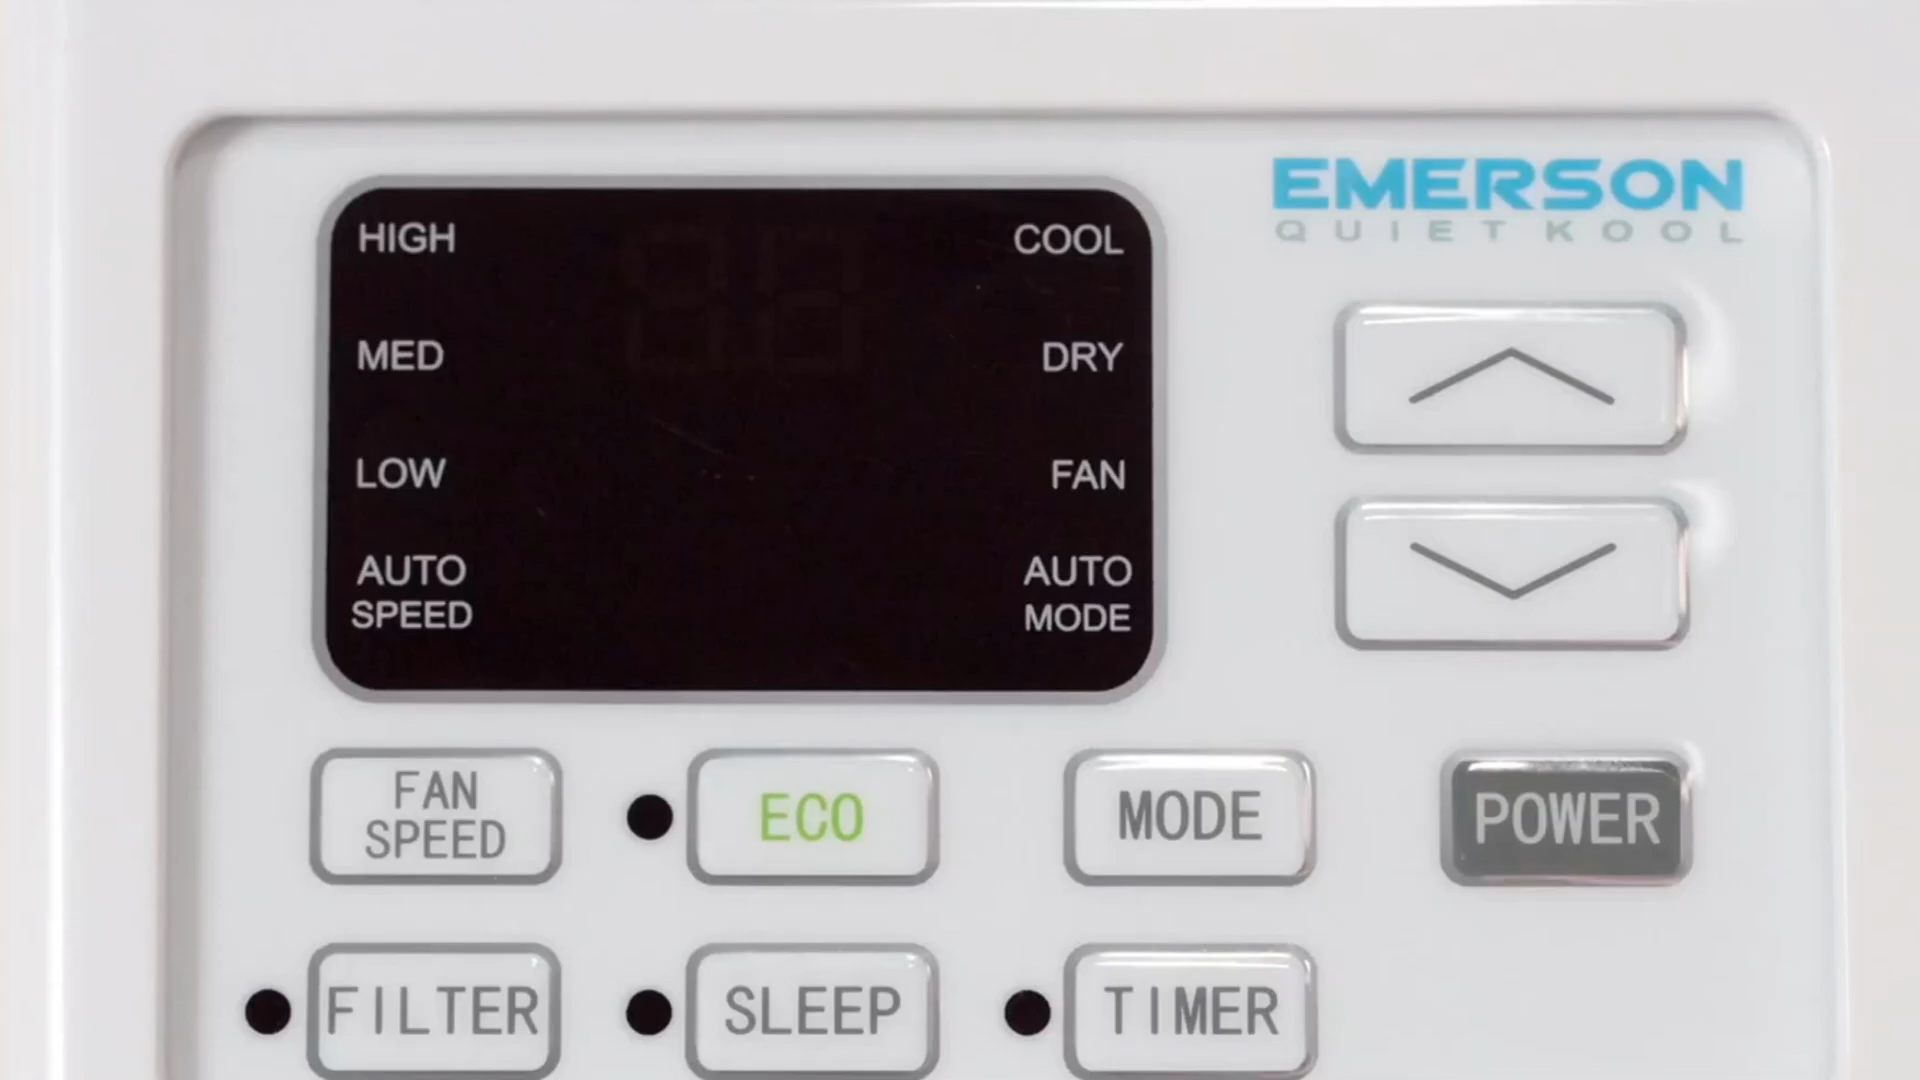 EMERSON
QUIET KOOL
HIGH
COOL
MED
DRY
LOW
FAN
AUTO
SPEED
AUTO
MODE
FAN
SPEED
ECO
MODE
POWER
FILTER
SLEEP
TIMER